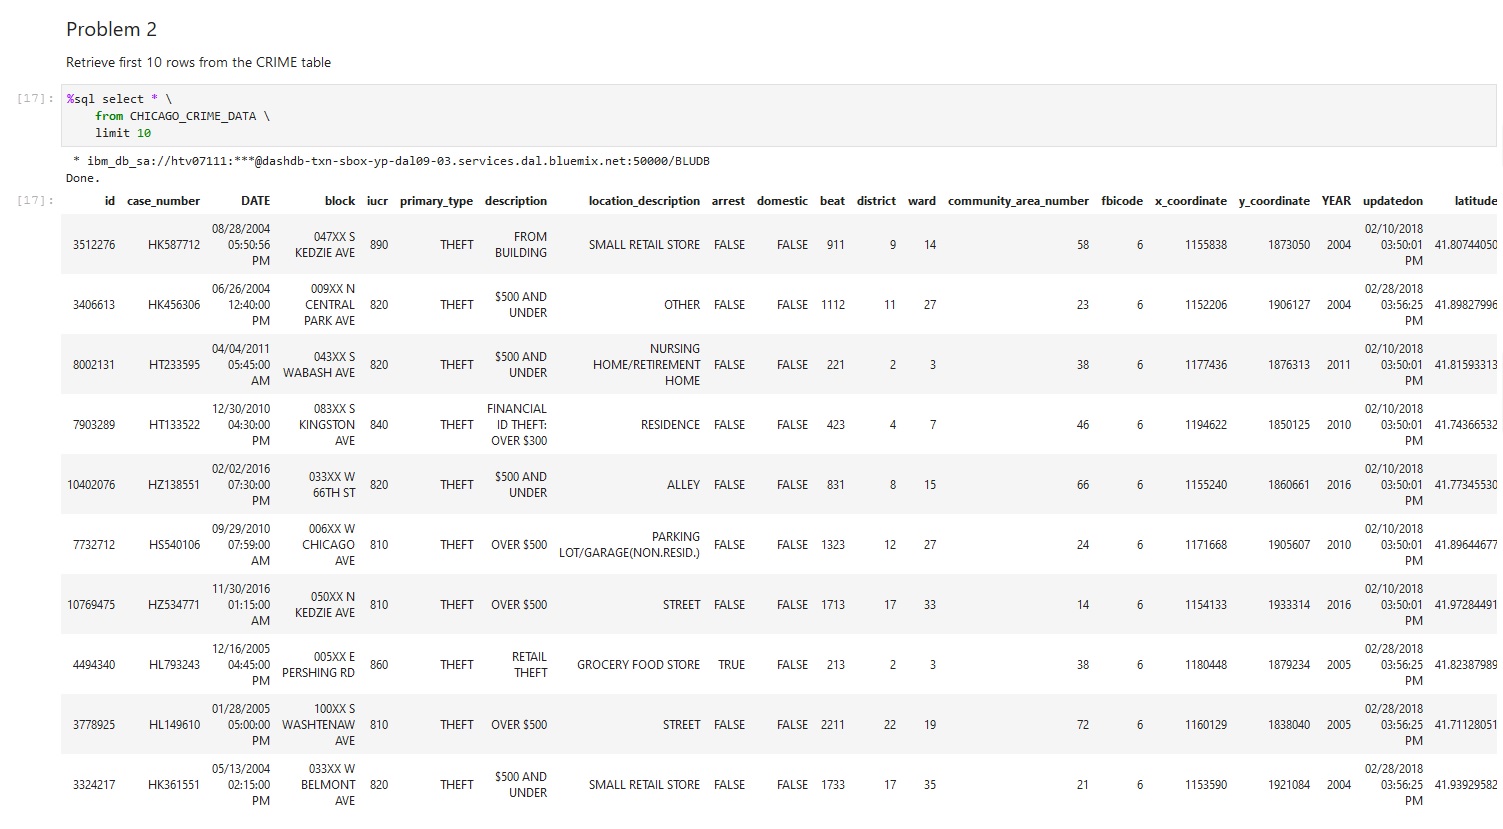 Problem 2
Retrieve first 10 rows from the CRIME table
[17]: %sql select * \
from CHICAGO_CRIME_DATA \
limit 10
* ibm_db_sa://htv07111:***@dashdb-txn-sbox-yp-dal09-03.services.dal.bluemix.net:50000/BLUDB
Done.
[17]: id case_number DATE block iucr primary_type description location_description arrest domestic beat district ward community_area_number fbicode x_coordinate y_coordinate YEAR updatedon latitude
3512276 HK587712 08/28/2004 05:50:56 PM 047XX S KEDZIE AVE 890 THEFT FROM BUILDING SMALL RETAIL STORE FALSE FALSE 911 9 14 58 6 1155838 1873050 2004 02/10/2018 03:50:01 PM 41.80744050
3406613 HK456306 06/26/2004 12:40:00 PM 009XX N CENTRAL PARK AVE 820 THEFT $500 AND UNDER OTHER FALSE FALSE 1112 11 27 23 6 1152206 1906127 2004 02/28/2018 03:56:25 PM 41.89827996
8002131 HT233595 04/04/2011 05:45:00 AM 043XX S WABASH AVE 820 THEFT $500 AND UNDER NURSING HOME/RETIREMENT HOME FALSE FALSE 221 2 3 38 6 1177436 1876313 2011 02/10/2018 03:50:01 PM 41.81593313
7903289 HT133522 12/30/2010 04:30:00 PM 083XX S KINGSTON AVE 840 THEFT FINANCIAL ID THEFT: OVER $300 RESIDENCE FALSE FALSE 423 4 7 46 6 1194622 1850125 2010 02/10/2018 03:50:01 PM 41.74366532
10402076 HZ138551 02/02/2016 07:30:00 PM 033XX W 66TH ST 820 THEFT $500 AND UNDER ALLEY FALSE FALSE 831 8 15 66 6 1155240 1860661 2016 02/10/2018 03:50:01 PM 41.77345530
7732712 HS540106 09/29/2010 07:59:00 AM 006XX W CHICAGO AVE 810 THEFT OVER $500 PARKING LOT/GARAGE(NON.RESID.) FALSE FALSE 1323 12 27 24 6 1171668 1905607 2010 02/10/2018 03:50:01 PM 41.89644677
10769475 HZ534771 11/30/2016 01:15:00 AM 050XX N KEDZIE AVE 810 THEFT OVER $500 STREET FALSE FALSE 1713 17 33 14 6 1154133 1933314 2016 02/10/2018 03:50:01 PM 41.97284491
4494340 HL793243 12/16/2005 04:45:00 PM 005XX E PERSHING RD 860 THEFT RETAIL THEFT GROCERY FOOD STORE TRUE FALSE 213 2 3 38 6 1180448 1879234 2005 02/28/2018 03:56:25 PM 41.82387989
3778925 HL149610 01/28/2005 05:00:00 PM 100XX S WASHTENAW AVE 810 THEFT OVER $500 STREET FALSE FALSE 2211 22 19 72 6 1160129 1838040 2005 02/28/2018 03:56:25 PM 41.71128051
3324217 HK361551 05/13/2004 02:15:00 PM 033XX W BELMONT AVE 820 THEFT $500 AND UNDER SMALL RETAIL STORE FALSE FALSE 1733 17 35 21 6 1153590 1921084 2004 02/28/2018 03:56:25 PM 41.93929582